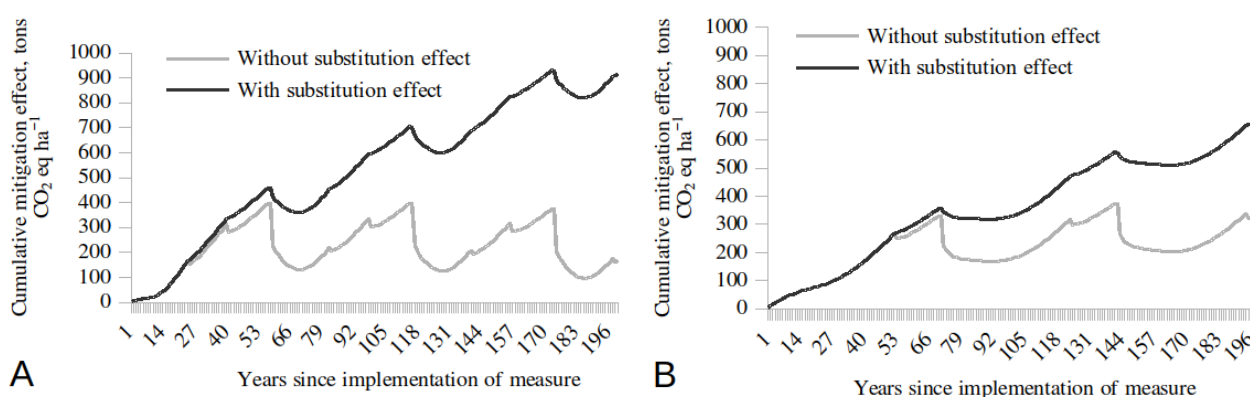 1000
900
800
700
600
500
400
300
200
100
0
Cumulative mitigation effect, tons
CO₂ eq ha⁻¹
Without substitution effect
With substitution effect
1 14 27 40 53 66 79 92 105 118 131 144 157 170 183 196
Years since implementation of measure
A
1000
900
800
700
600
500
400
300
200
100
0
Cumulative mitigation effect, tons
CO₂ eq ha⁻¹
Without substitution effect
With substitution effect
1 14 27 40 53 66 79 92 105 118 131 144 157 170 183 196
Years since implementation of measure
B